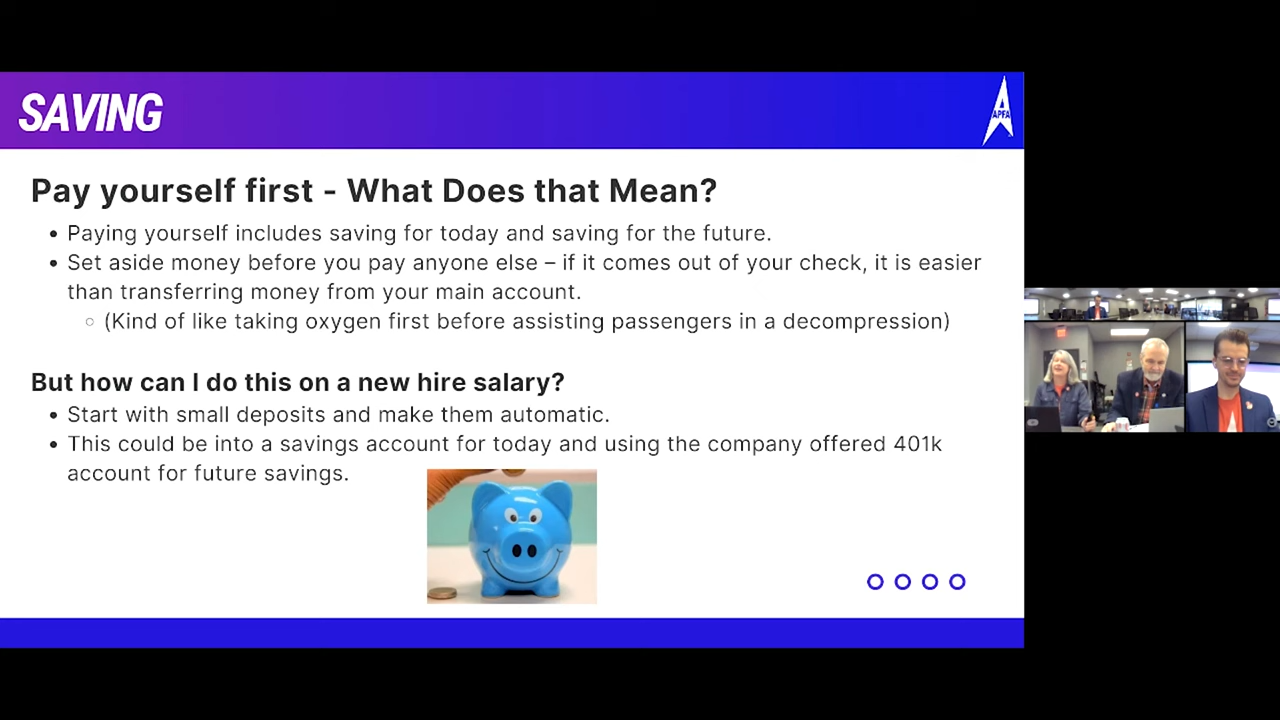 SAVING
APFA
Pay yourself first - What Does that Mean?
Paying yourself includes saving for today and saving for the future.
Set aside money before you pay anyone else – if it comes out of your check, it is easier
than transferring money from your main account.
(Kind of like taking oxygen first before assisting passengers in a decompression)
But how can I do this on a new hire salary?
Start with small deposits and make them automatic.
This could be into a savings account for today and using the company offered 401k
account for future savings.